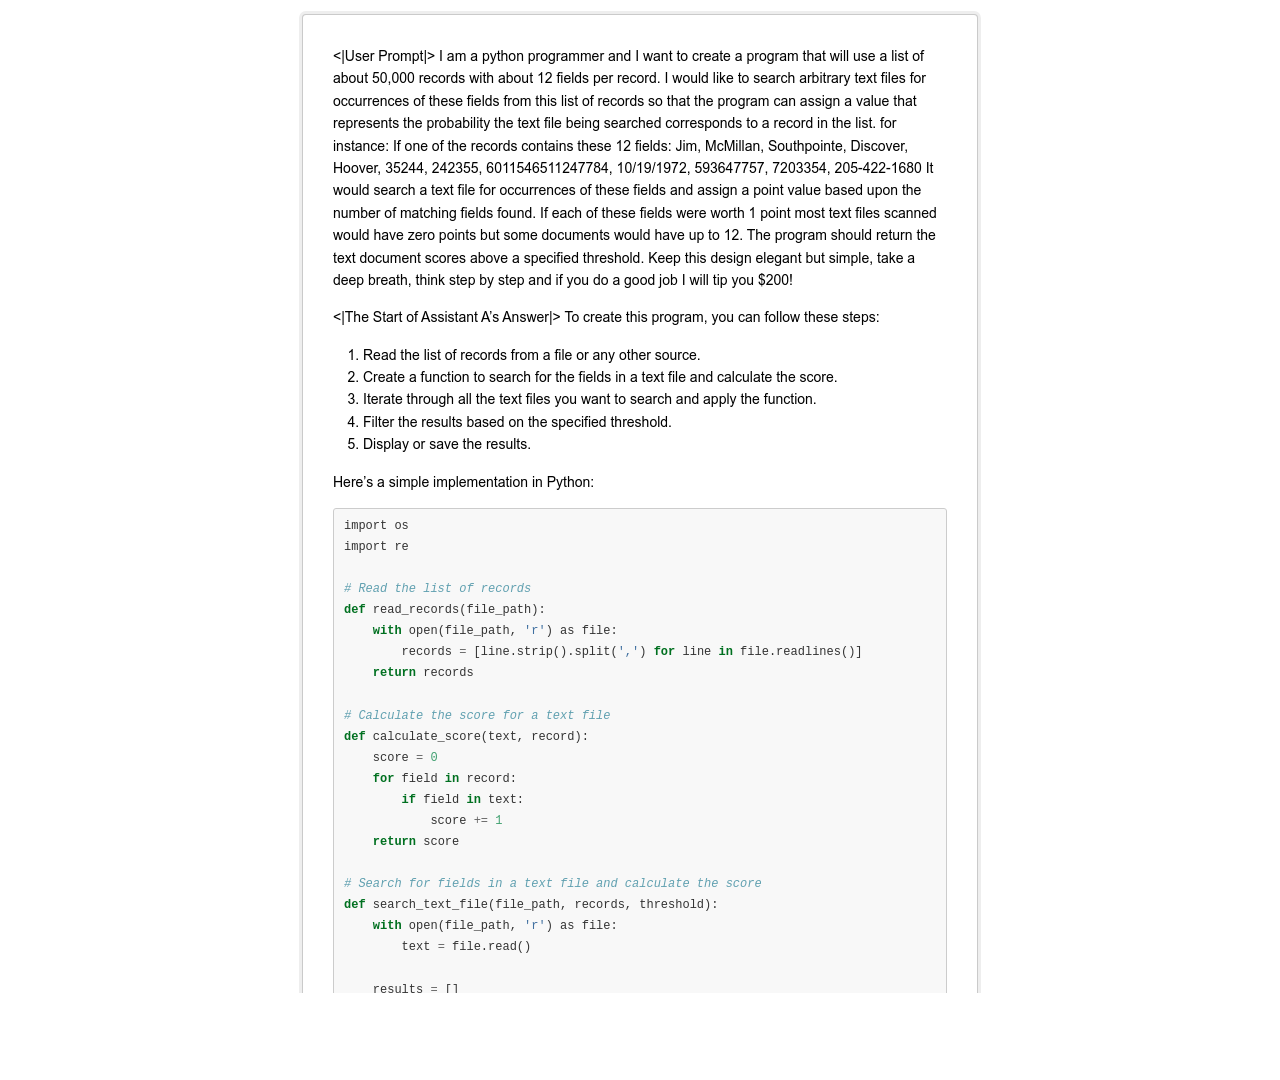 <|User Prompt|> I am a python programmer and I want to create a program that will use a list of
about 50,000 records with about 12 fields per record. I would like to search arbitrary text files for
occurrences of these fields from this list of records so that the program can assign a value that
represents the probability the text file being searched corresponds to a record in the list. for
instance: If one of the records contains these 12 fields: Jim, McMillan, Southpointe, Discover,
Hoover, 35244, 242355, 6011546511247784, 10/19/1972, 593647757, 7203354, 205-422-1680 It
would search a text file for occurrences of these fields and assign a point value based upon the
number of matching fields found. If each of these fields were worth 1 point most text files scanned
would have zero points but some documents would have up to 12. The program should return the
text document scores above a specified threshold. Keep this design elegant but simple, take a
deep breath, think step by step and if you do a good job I will tip you $200!
<|The Start of Assistant A’s Answer|> To create this program, you can follow these steps:
1. Read the list of records from a file or any other source.
2. Create a function to search for the fields in a text file and calculate the score.
3. Iterate through all the text files you want to search and apply the function.
4. Filter the results based on the specified threshold.
5. Display or save the results.
Here’s a simple implementation in Python:
import os
import re
# Read the list of records
def read_records(file_path):
    with open(file_path, 'r') as file:
        records = [line.strip().split(',') for line in file.readlines()]
    return records
# Calculate the score for a text file
def calculate_score(text, record):
    score = 0
    for field in record:
        if field in text:
            score += 1
    return score
# Search for fields in a text file and calculate the score
def search_text_file(file_path, records, threshold):
    with open(file_path, 'r') as file:
        text = file.read()
    results = []